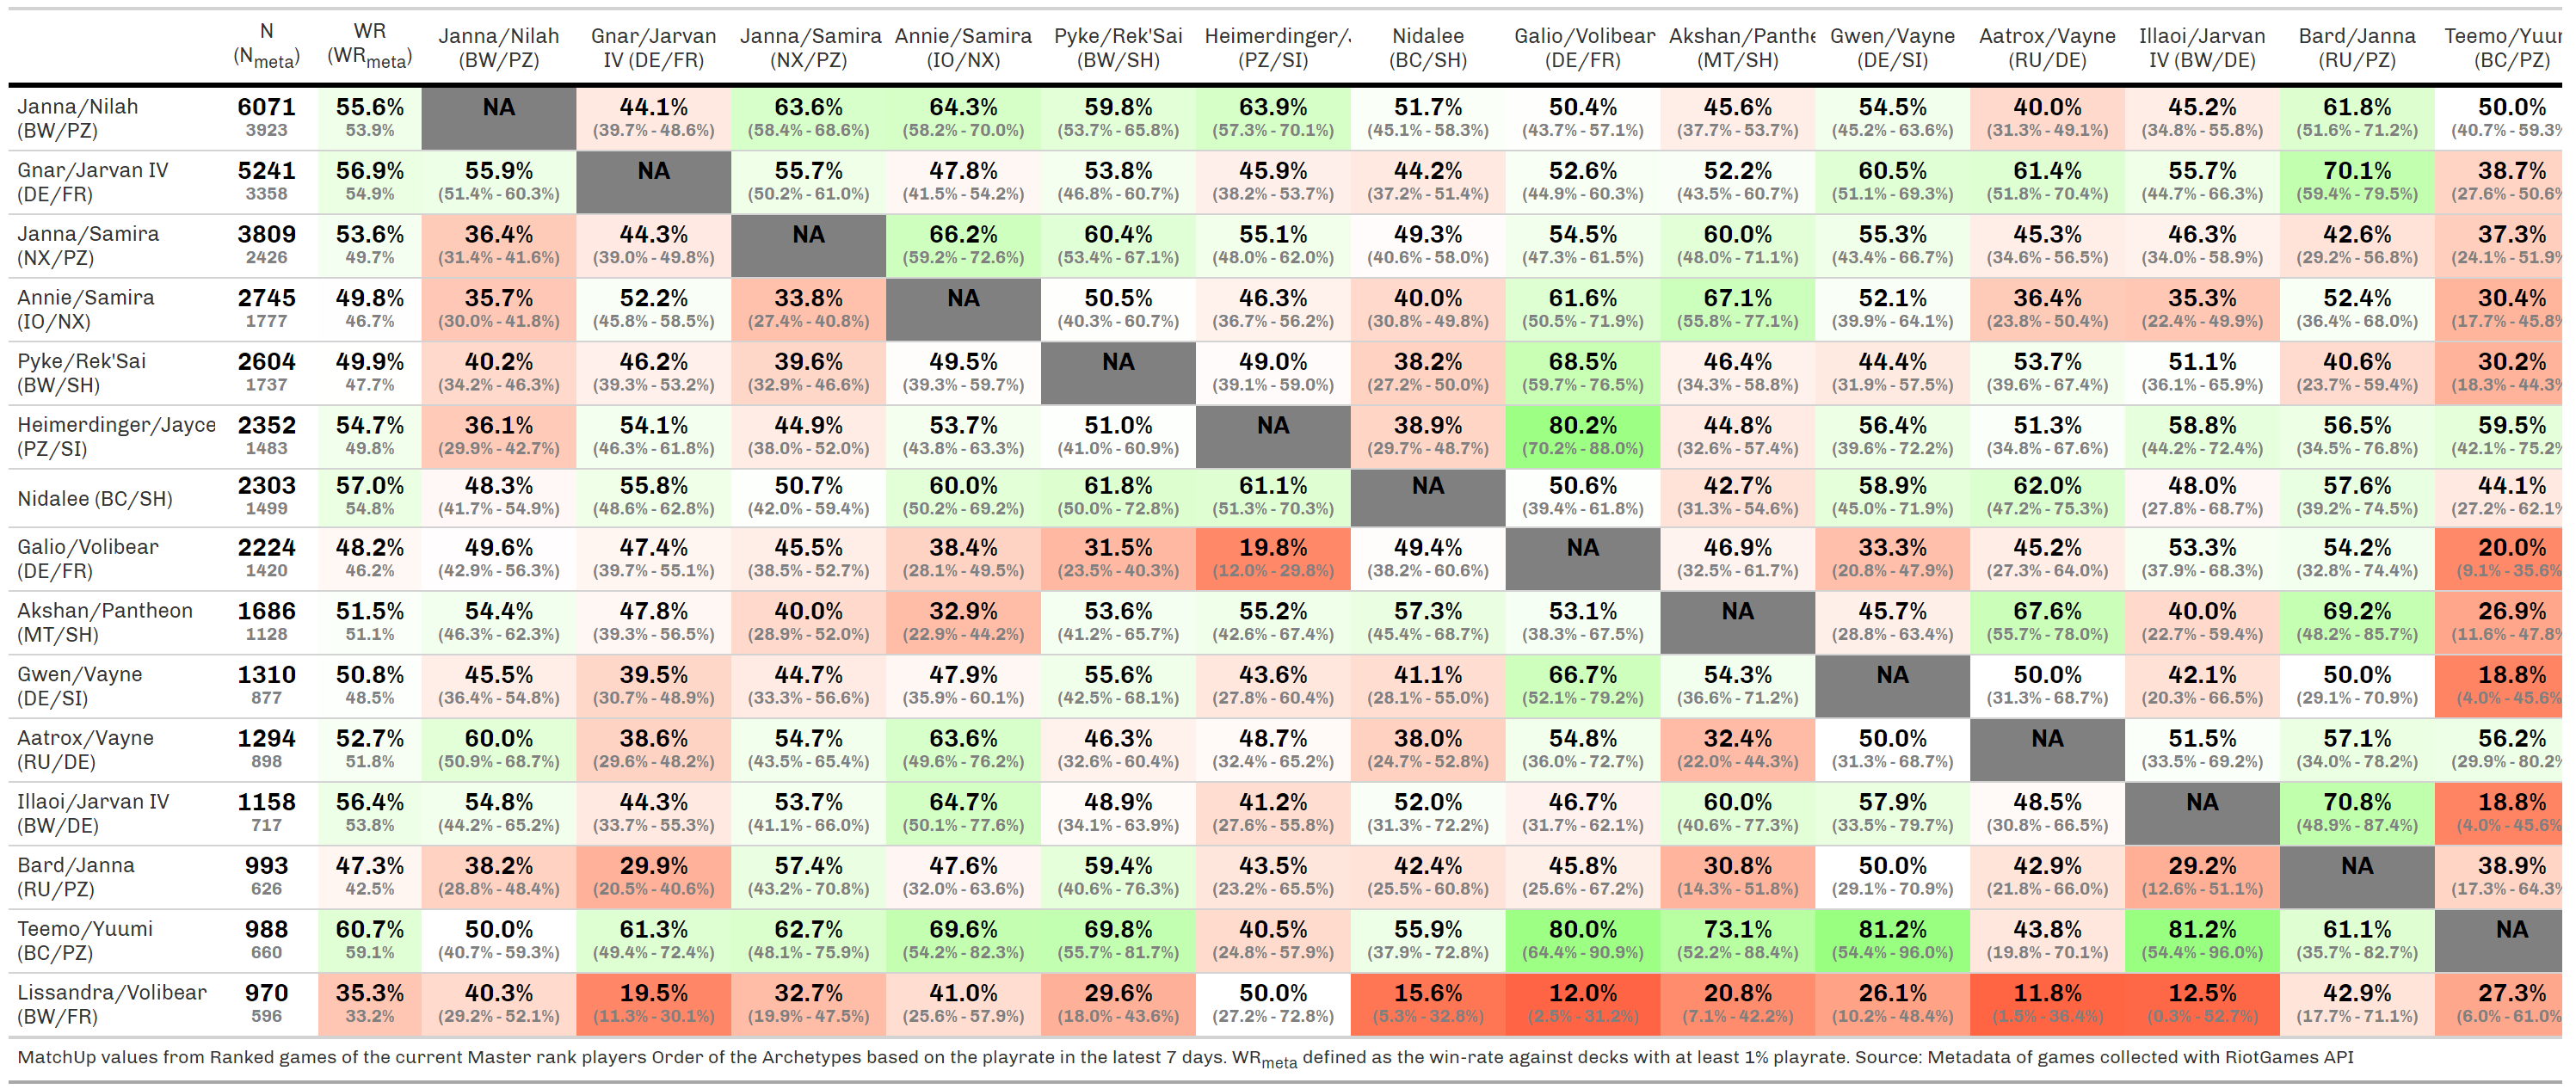 N WR Janna/Nilah Gnar/Jarvan Janna/Samira Annie/Samira Pyke/Rek'Sai Heimerdinger/ Nidalee Galio/Volibear Akshan/Panthe Gwen/Vayne Aatrox/Vayne Illaoi/Jarvan Bard/Janna Teemo/Yuu
(Nmeta) (WRmeta) (BW/PZ) IV (DE/FR) (NX/PZ) (IO/NX) (BW/SH) (PZ/SI) (BC/SH) (DE/FR) (MT/SH) (DE/SI) (RU/DE) IV (BW/DE) (RU/PZ) (BC/PZ)
Janna/Nilah 6071 55.6% NA 44.1% 63.6% 64.3% 59.8% 63.9% 51.7% 50.4% 45.6% 54.5% 40.0% 45.2% 61.8% 50.0%
(BW/PZ) 3923 53.9% (39.7% - 48.6%) (58.4% - 68.6%) (58.2% - 70.0%) (53.7% - 65.8%) (57.3% - 70.1%) (45.1% - 58.3%) (43.7% - 57.1%) (37.7% - 53.7%) (45.2% - 63.6%) (31.3% - 49.1%) (34.8% - 55.8%) (51.6% - 71.2%) (40.7% - 59.3%
Gnar/Jarvan IV 5241 56.9% 55.9% NA 55.7% 47.8% 53.8% 45.9% 44.2% 52.6% 52.2% 60.5% 61.4% 55.7% 70.1% 38.7%
(DE/FR) 3358 54.9% (51.4% - 60.3%) (50.2% - 61.0%) (41.5% - 54.2%) (46.8% - 60.7%) (38.2% - 53.7%) (37.2% - 51.4%) (44.9% - 60.3%) (43.5% - 60.7%) (51.1% - 69.3%) (51.8% - 70.4%) (44.7% - 66.3%) (59.4% - 79.5%) (27.6% - 50.6%
Janna/Samira 3809 53.6% 36.4% 44.3% NA 66.2% 60.4% 55.1% 49.3% 54.5% 60.0% 55.3% 45.3% 46.3% 42.6% 37.3%
(NX/PZ) 2426 49.7% (31.4% - 41.6%) (39.0% - 49.8%) (59.2% - 72.6%) (53.4% - 67.1%) (48.0% - 62.0%) (40.6% - 58.0%) (47.3% - 61.5%) (48.0% - 71.1%) (43.4% - 66.7%) (34.6% - 56.5%) (34.0% - 58.9%) (29.2% - 56.8%) (24.1% - 51.9%
Annie/Samira 2745 49.8% 35.7% 52.2% 33.8% NA 50.5% 46.3% 40.0% 61.6% 67.1% 52.1% 36.4% 35.3% 52.4% 30.4%
(IO/NX) 1777 46.7% (30.0% - 41.8%) (45.8% - 58.5%) (27.4% - 40.8%) (40.3% - 60.7%) (36.7% - 56.2%) (30.8% - 49.8%) (50.5% - 71.9%) (55.8% - 77.1%) (39.9% - 64.1%) (23.8% - 50.4%) (22.4% - 49.9%) (36.4% - 68.0%) (17.7% - 45.8%
Pyke/Rek'Sai 2604 49.9% 40.2% 46.2% 39.6% 49.5% NA 49.0% 38.2% 68.5% 46.4% 44.4% 53.7% 51.1% 40.6% 30.2%
(BW/SH) 1737 47.7% (34.2% - 46.3%) (39.3% - 53.2%) (32.9% - 46.6%) (39.3% - 59.7%) (39.1% - 59.0%) (27.2% - 50.0%) (59.7% - 76.5%) (34.3% - 58.8%) (31.9% - 57.5%) (39.6% - 67.4%) (36.1% - 65.9%) (23.7% - 59.4%) (18.3% - 44.3%
Heimerdinger/Jayce 2352 54.7% 36.1% 54.1% 44.9% 53.7% 51.0% NA 38.9% 80.2% 44.8% 56.4% 51.3% 58.8% 56.5% 59.5%
(PZ/SI) 1483 49.8% (29.9% - 42.7%) (46.3% - 61.8%) (38.0% - 52.0%) (43.8% - 63.3%) (41.0% - 60.9%) (29.7% - 48.7%) (70.2% - 88.0%) (32.6% - 57.4%) (39.6% - 72.2%) (34.8% - 67.6%) (44.2% - 72.4%) (34.5% - 76.8%) (42.1% - 75.2%
Nidalee (BC/SH) 2303 57.0% 48.3% 55.8% 50.7% 60.0% 61.8% 61.1% NA 50.6% 42.7% 58.9% 62.0% 48.0% 57.6% 44.1%
1499 54.8% (41.7% - 54.9%) (48.6% - 62.8%) (42.0% - 59.4%) (50.2% - 69.2%) (50.0% - 72.8%) (51.3% - 70.3%) (39.4% - 61.8%) (31.3% - 54.6%) (45.0% - 71.9%) (47.2% - 75.3%) (27.8% - 68.7%) (39.2% - 74.5%) (27.2% - 62.1%
Galio/Volibear 2224 48.2% 49.6% 47.4% 45.5% 38.4% 31.5% 19.8% 49.4% NA 46.9% 33.3% 45.2% 53.3% 54.2% 20.0%
(DE/FR) 1420 46.2% (42.9% - 56.3%) (39.7% - 55.1%) (38.5% - 52.7%) (28.1% - 49.5%) (23.5% - 40.3%) (12.0% - 29.8%) (38.2% - 60.6%) (32.5% - 61.7%) (20.8% - 47.9%) (27.3% - 64.0%) (37.9% - 68.3%) (32.8% - 74.4%) (9.1% - 35.6%
Akshan/Pantheon 1686 51.5% 54.4% 47.8% 40.0% 32.9% 53.6% 55.2% 57.3% 53.1% NA 45.7% 67.6% 40.0% 69.2% 26.9%
(MT/SH) 1128 51.1% (46.3% - 62.3%) (39.3% - 56.5%) (28.9% - 52.0%) (22.9% - 44.2%) (41.2% - 65.7%) (42.6% - 67.4%) (45.4% - 68.7%) (38.3% - 67.5%) (28.8% - 63.4%) (55.7% - 78.0%) (22.7% - 59.4%) (48.2% - 85.7%) (11.6% - 47.8%
Gwen/Vayne 1310 50.8% 45.5% 39.5% 44.7% 47.9% 55.6% 43.6% 41.1% 66.7% 54.3% NA 50.0% 42.1% 50.0% 18.8%
(DE/SI) 877 48.5% (36.4% - 54.8%) (30.7% - 48.9%) (33.3% - 56.6%) (35.9% - 60.1%) (42.5% - 68.1%) (27.8% - 60.4%) (28.1% - 55.0%) (52.1% - 79.2%) (36.6% - 71.2%) (31.3% - 68.7%) (20.3% - 66.5%) (29.1% - 70.9%) (4.0% - 45.6%
Aatrox/Vayne 1294 52.7% 60.0% 38.6% 54.7% 63.6% 46.3% 48.7% 38.0% 54.8% 32.4% 50.0% NA 51.5% 57.1% 56.2%
(RU/DE) 898 51.8% (50.9% - 68.7%) (29.6% - 48.2%) (43.5% - 65.4%) (49.6% - 76.2%) (32.6% - 60.4%) (32.4% - 65.2%) (24.7% - 52.8%) (36.0% - 72.7%) (22.0% - 44.3%) (31.3% - 68.7%) (33.5% - 69.2%) (34.0% - 78.2%) (29.9% - 80.2%
Illaoi/Jarvan IV 1158 56.4% 54.8% 44.3% 53.7% 64.7% 48.9% 41.2% 52.0% 46.7% 60.0% 57.9% 48.5% NA 70.8% 18.8%
(BW/DE) 717 53.8% (44.2% - 65.2%) (33.7% - 55.3%) (41.1% - 66.0%) (50.1% - 77.6%) (34.1% - 63.9%) (27.6% - 55.8%) (31.3% - 72.2%) (31.7% - 62.1%) (40.6% - 77.3%) (33.5% - 79.7%) (30.8% - 66.5%) (48.9% - 87.4%) (4.0% - 45.6%
Bard/Janna 993 47.3% 38.2% 29.9% 57.4% 47.6% 59.4% 43.5% 42.4% 45.8% 30.8% 50.0% 42.9% 29.2% NA 38.9%
(RU/PZ) 626 42.5% (28.8% - 48.4%) (20.5% - 40.6%) (43.2% - 70.8%) (32.0% - 63.6%) (40.6% - 76.3%) (23.2% - 65.5%) (25.5% - 60.8%) (25.6% - 67.2%) (14.3% - 51.8%) (29.1% - 70.9%) (21.8% - 66.0%) (12.6% - 51.1%) (17.3% - 64.3%
Teemo/Yuumi 988 60.7% 50.0% 61.3% 62.7% 69.6% 69.8% 40.5% 55.9% 80.0% 73.1% 81.2% 43.8% 81.2% 61.1% NA
(BC/PZ) 660 59.1% (40.7% - 59.3%) (49.4% - 72.4%) (48.1% - 75.9%) (54.2% - 82.3%) (55.7% - 81.7%) (24.8% - 57.9%) (37.9% - 72.8%) (64.4% - 90.9%) (52.2% - 88.4%) (54.4% - 96.0%) (19.8% - 70.1%) (54.4% - 96.0%) (35.7% - 82.7%)
Lissandra/Volibear 970 35.3% 40.3% 19.5% 32.7% 41.0% 29.6% 50.0% 15.6% 12.0% 20.8% 26.1% 11.8% 12.5% 42.9% 27.3%
(BW/FR) 596 33.2% (29.2% - 52.1%) (11.3% - 30.1%) (19.9% - 47.5%) (25.6% - 57.9%) (18.0% - 43.6%) (27.2% - 72.8%) (5.3% - 32.8%) (2.5% - 31.2%) (7.1% - 42.2%) (10.2% - 48.4%) (1.5% - 36.4%) (0.3% - 52.7%) (17.7% - 71.1%) (6.0% - 61.0%
MatchUp values from Ranked games of the current Master rank players Order of the Archetypes based on the playrate in the latest 7 days. WRmeta defined as the win-rate against decks with at least 1% playrate. Source: Metadata of games collected with RiotGames API